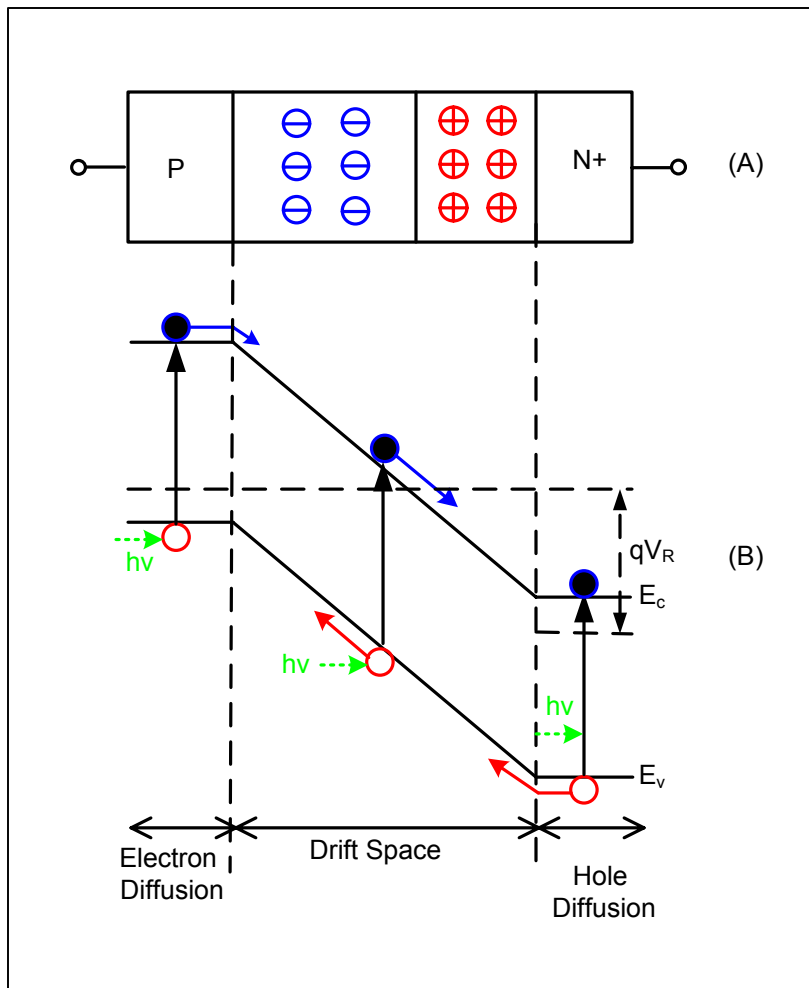 P
N+
(A)
hv
hv
hv
qV_R
(B)
E_c
E_v
Electron
Diffusion
Drift Space
Hole
Diffusion